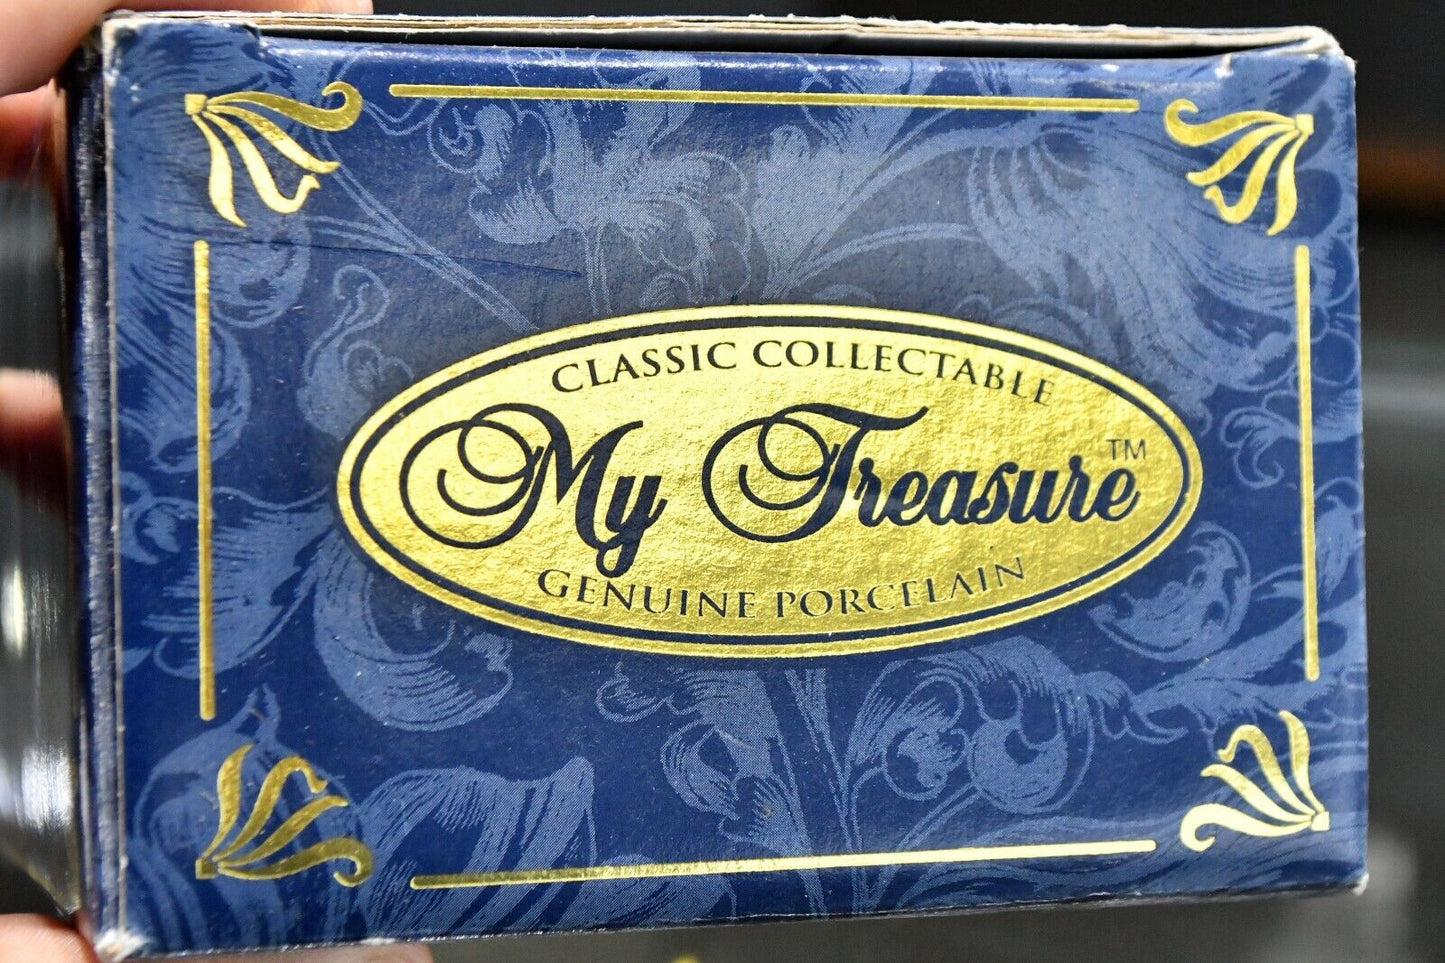 CLASSIC COLLECTABLE
My Treasure™
GENUINE PORCELAIN